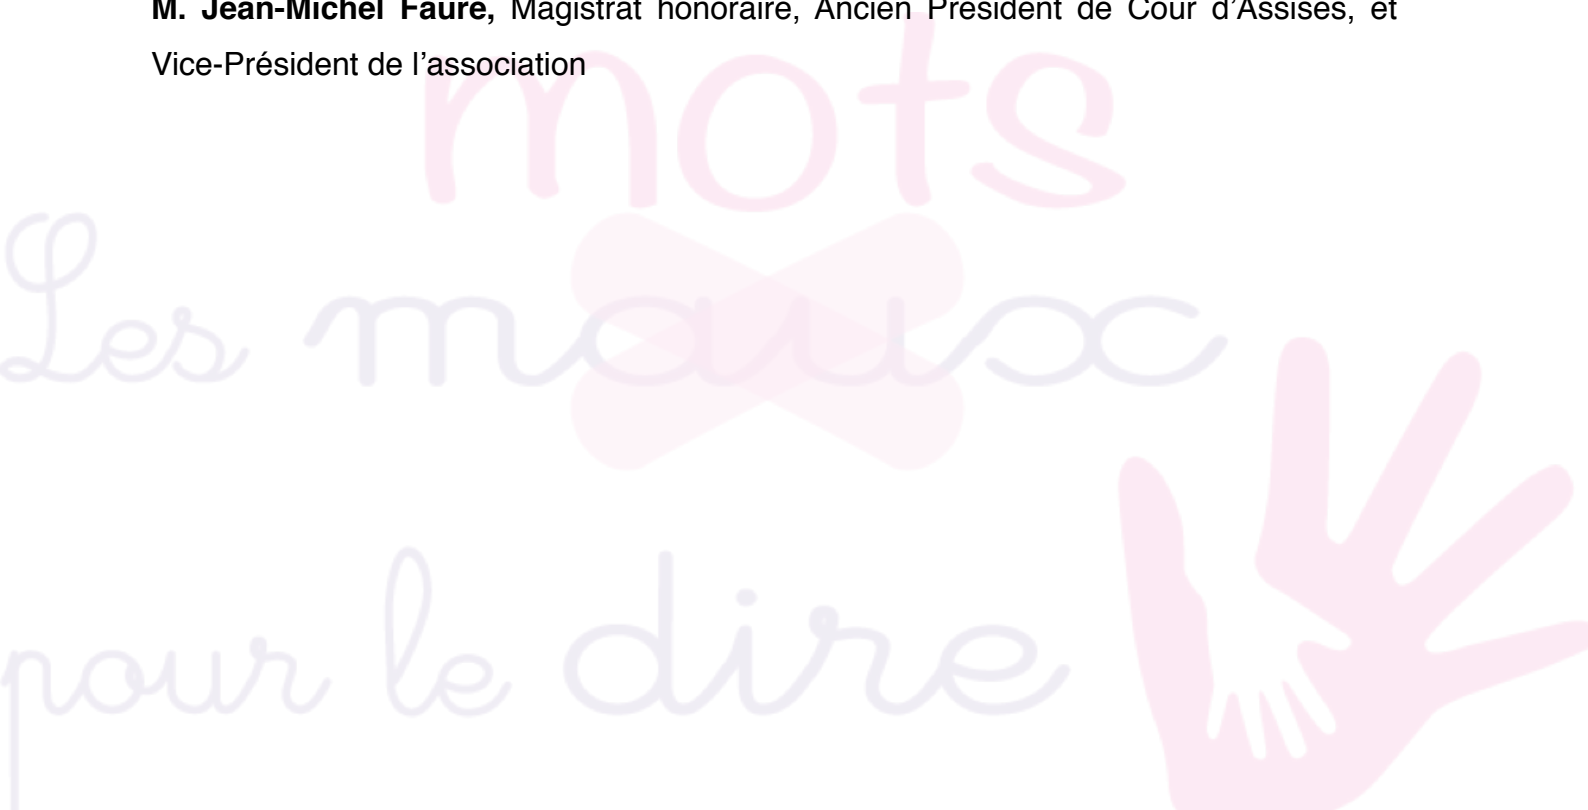 M. Jean-Michel Faure, Magistrat honoraire, Ancien Président de Cour d’Assises, et
Vice-Président de l’association
mots
Les maux
pour le dire